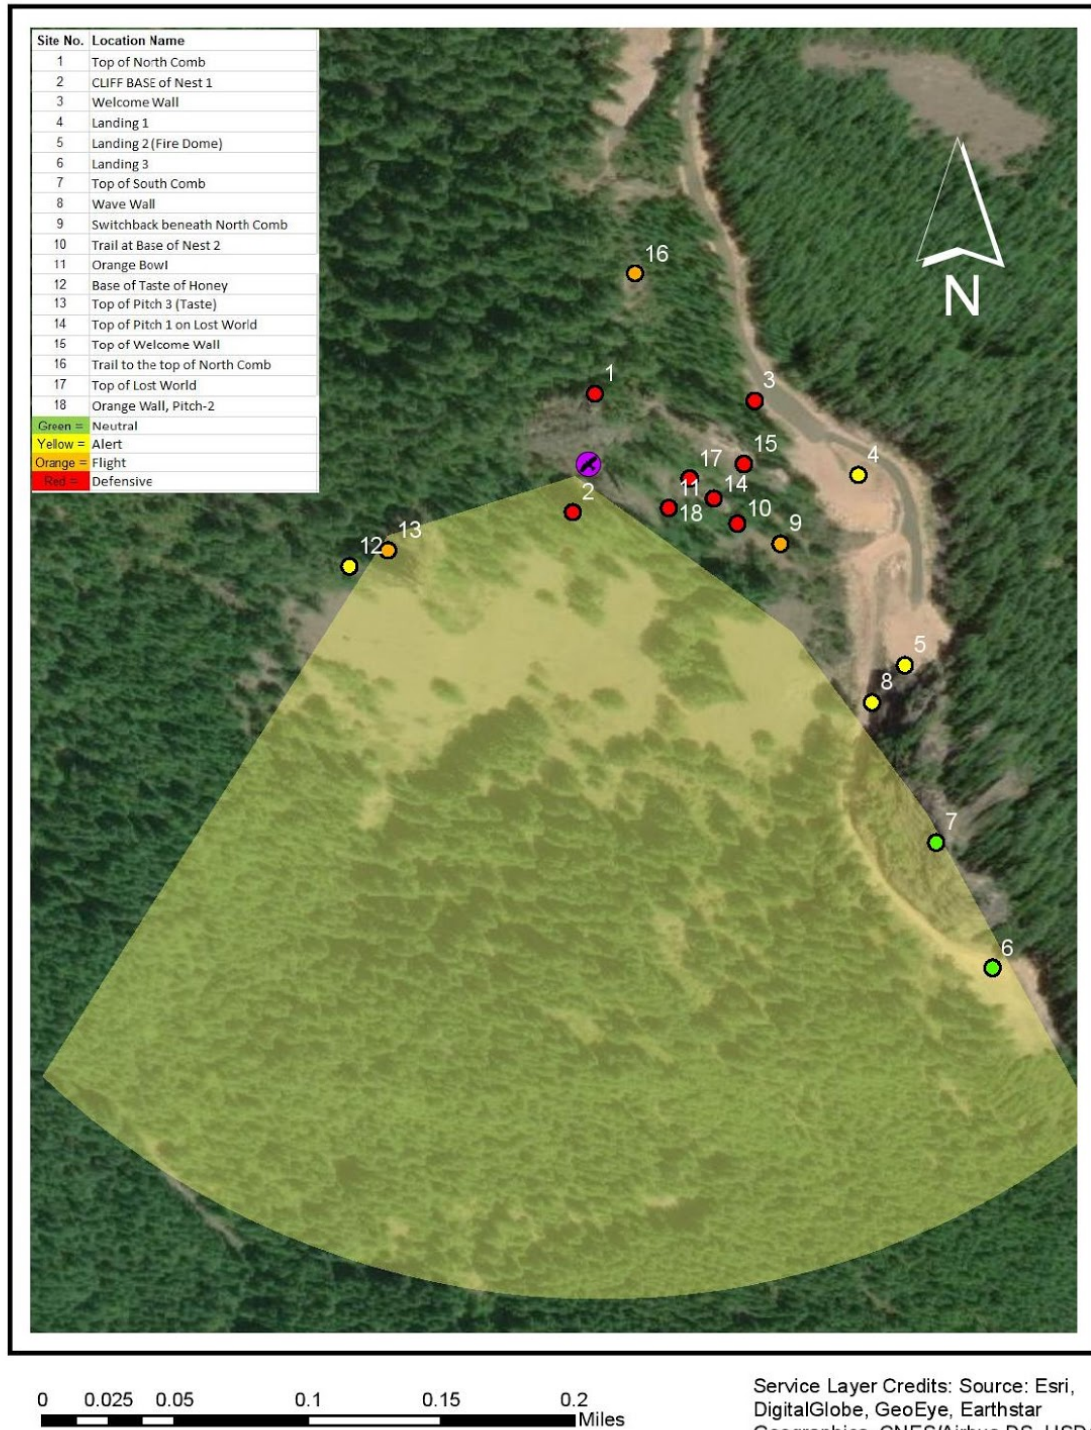 Site No. Location Name
1 Top of North Comb
2 CLIFF BASE of Nest 1
3 Welcome Wall
4 Landing 1
5 Landing 2 (Fire Dome)
6 Landing 3
7 Top of South Comb
8 Wave Wall
9 Switchback beneath North Comb
10 Trail at Base of Nest 2
11 Orange Bowl
12 Base of Taste of Honey
13 Top of Pitch 3 (Taste)
14 Top of Pitch 1 on Lost World
15 Top of Welcome Wall
16 Trail to the top of North Comb
17 Top of Lost World
18 Orange Wall, Pitch-2
Green = Neutral
Yellow = Alert
Orange = Flight
Red = Defensive
16
N
1
3
15
4
17
2
11
14
18
10
9
12
13
5
8
7
6
0 0.025 0.05 0.1 0.15 0.2
Miles
Service Layer Credits: Source: Esri,
DigitalGlobe, GeoEye, Earthstar
Geographics, CNES/Airbus DS, USDA